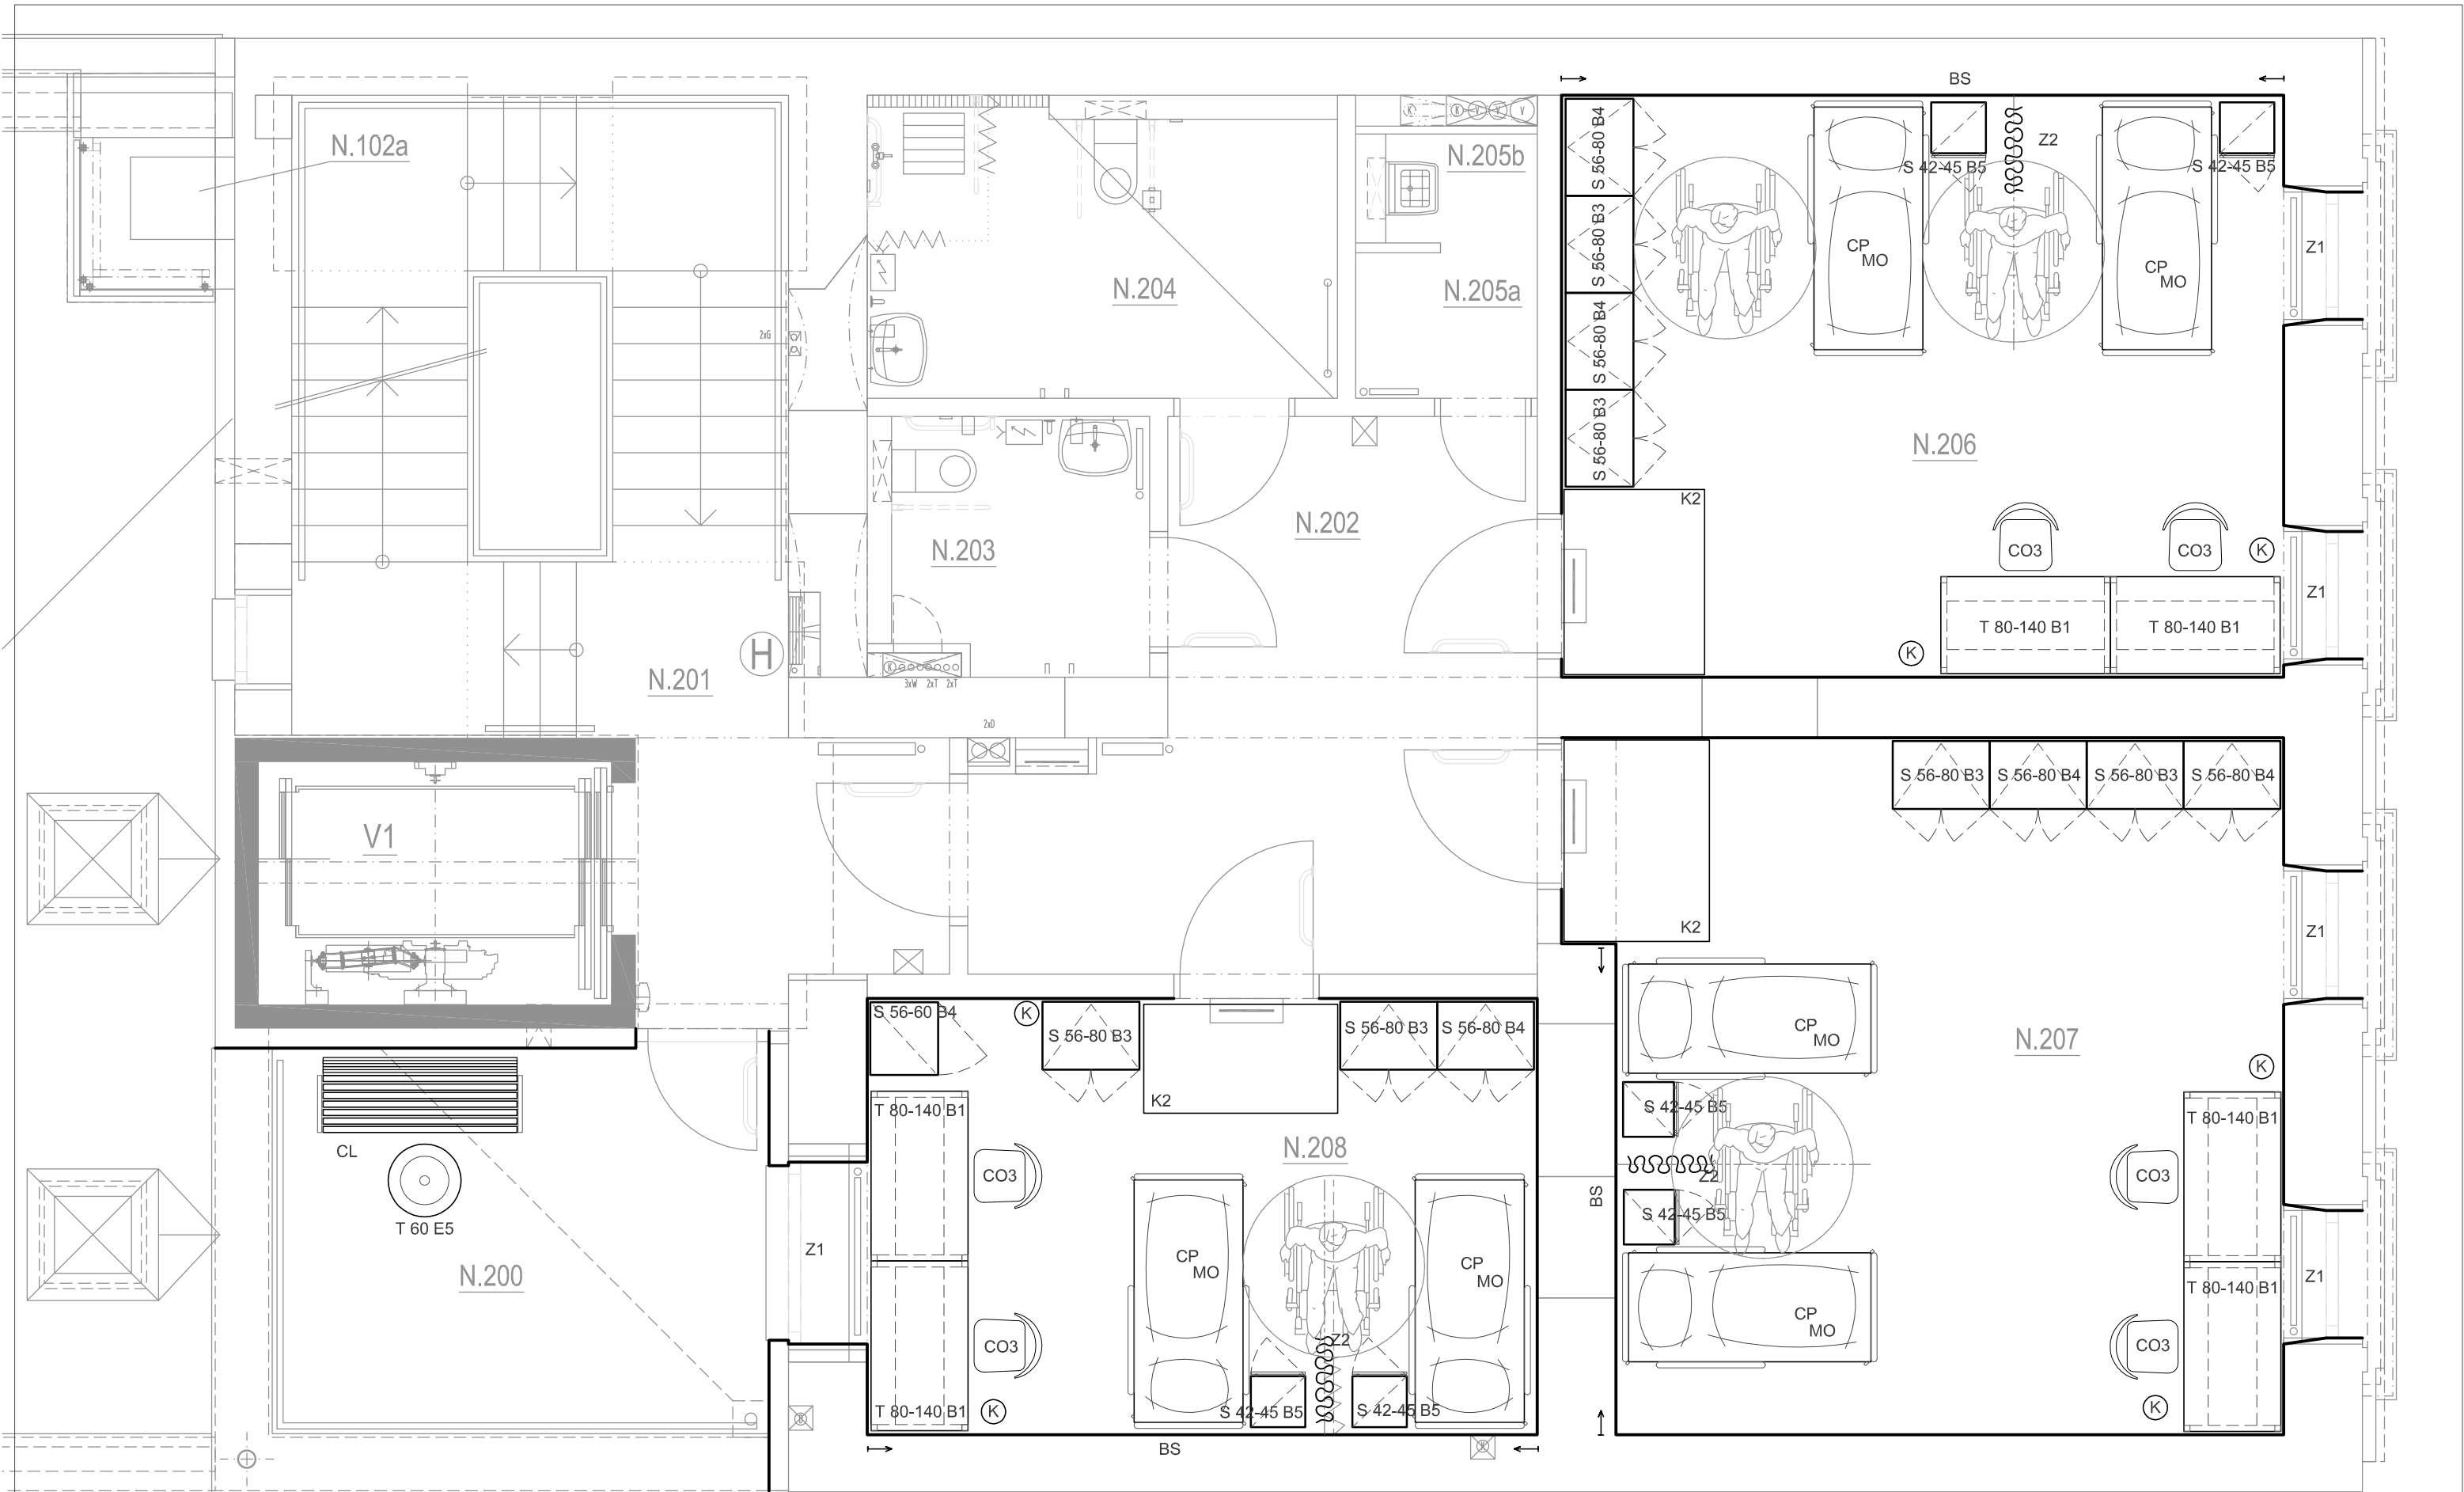 BS
N.102a
N.205b
S 56-80 B4
S 42-45 B5
Z2
S 42-45 B5
S 56-80 B3
CP
MO
CP
MO
Z1
N.204
N.205a
S 56-80 B4
2xG
S 56-80 B3
N.206
K2
N.202
N.203
CO3
CO3
K
Z1
T 80-140 B1
T 80-140 B1
K
H
N.201
3xW 2xT 2xT
2xD
S 56-80 B3
S 56-80 B4
S 56-80 B3
S 56-80 B4
V1
K2
Z1
S 56-60 B4
K
S 56-80 B3
S 56-80 B3
S 56-80 B4
CP
MO
N.207
K
K2
T 80-140 B1
S 42-45 B5
T 80-140 B1
CL
N.208
CO3
Z2
CO3
BS
S 42-45 B5
T 60 E5
Z1
CP
MO
CP
MO
N.200
Z1
T 80-140 B1
CP
MO
CO3
Z2
CO3
T 80-140 B1
K
S 42-45 B5
S 42-45 B5
K
BS
K
K
V
V
K